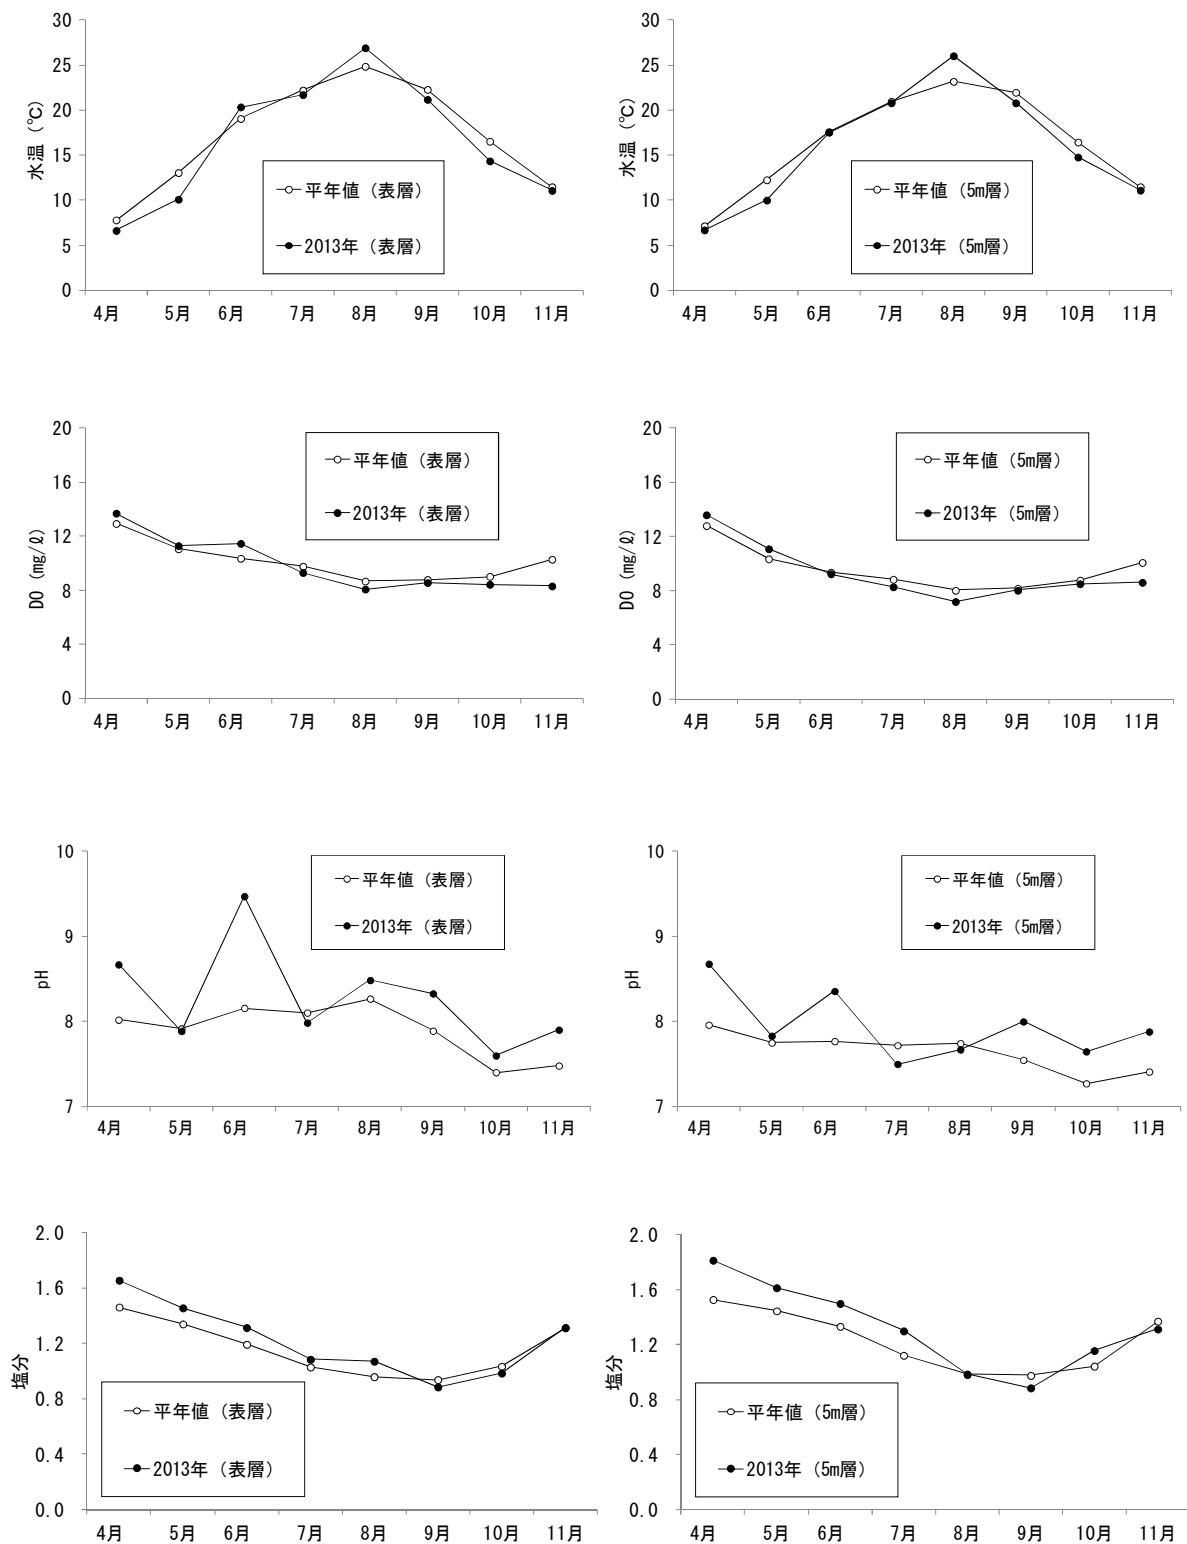 30
25
20
15
10
5
0
水温（℃）
平年値（表層）
2013年（表層）
4月 5月 6月 7月 8月 9月 10月 11月
30
25
20
15
10
5
0
水温（℃）
平年値（5m層）
2013年（5m層）
4月 5月 6月 7月 8月 9月 10月 11月
20
16
12
8
4
0
DO（mg/ℓ）
平年値（表層）
2013年（表層）
4月 5月 6月 7月 8月 9月 10月 11月
20
16
12
8
4
0
DO（mg/ℓ）
平年値（5m層）
2013年（5m層）
4月 5月 6月 7月 8月 9月 10月 11月
10
9
8
7
pH
平年値（表層）
2013年（表層）
4月 5月 6月 7月 8月 9月 10月 11月
10
9
8
7
pH
平年値（5m層）
2013年（5m層）
4月 5月 6月 7月 8月 9月 10月 11月
2.0
1.6
1.2
0.8
0.4
0.0
塩分
平年値（表層）
2013年（表層）
4月 5月 6月 7月 8月 9月 10月 11月
2.0
1.6
1.2
0.8
0.4
0.0
塩分
平年値（5m層）
2013年（5m層）
4月 5月 6月 7月 8月 9月 10月 11月